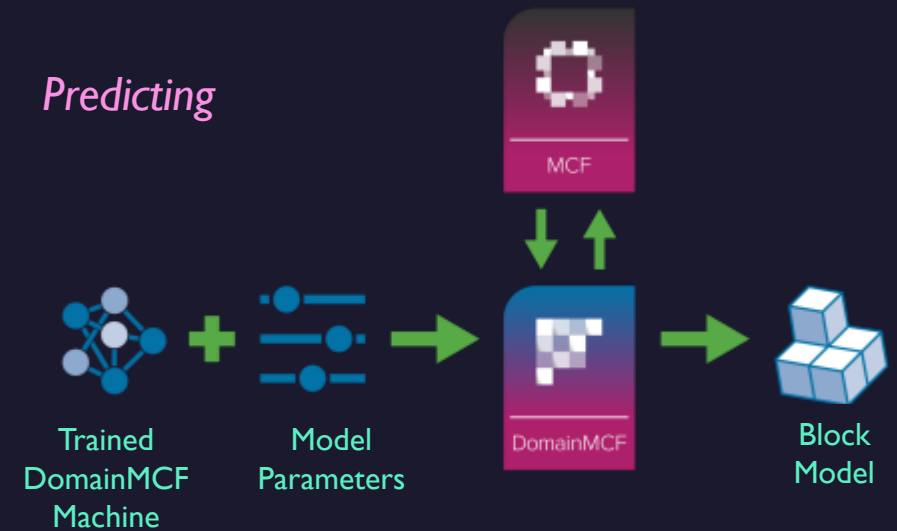 Predicting
MCF
DomainMCF
Trained
DomainMCF
Machine
Model
Parameters
Block
Model